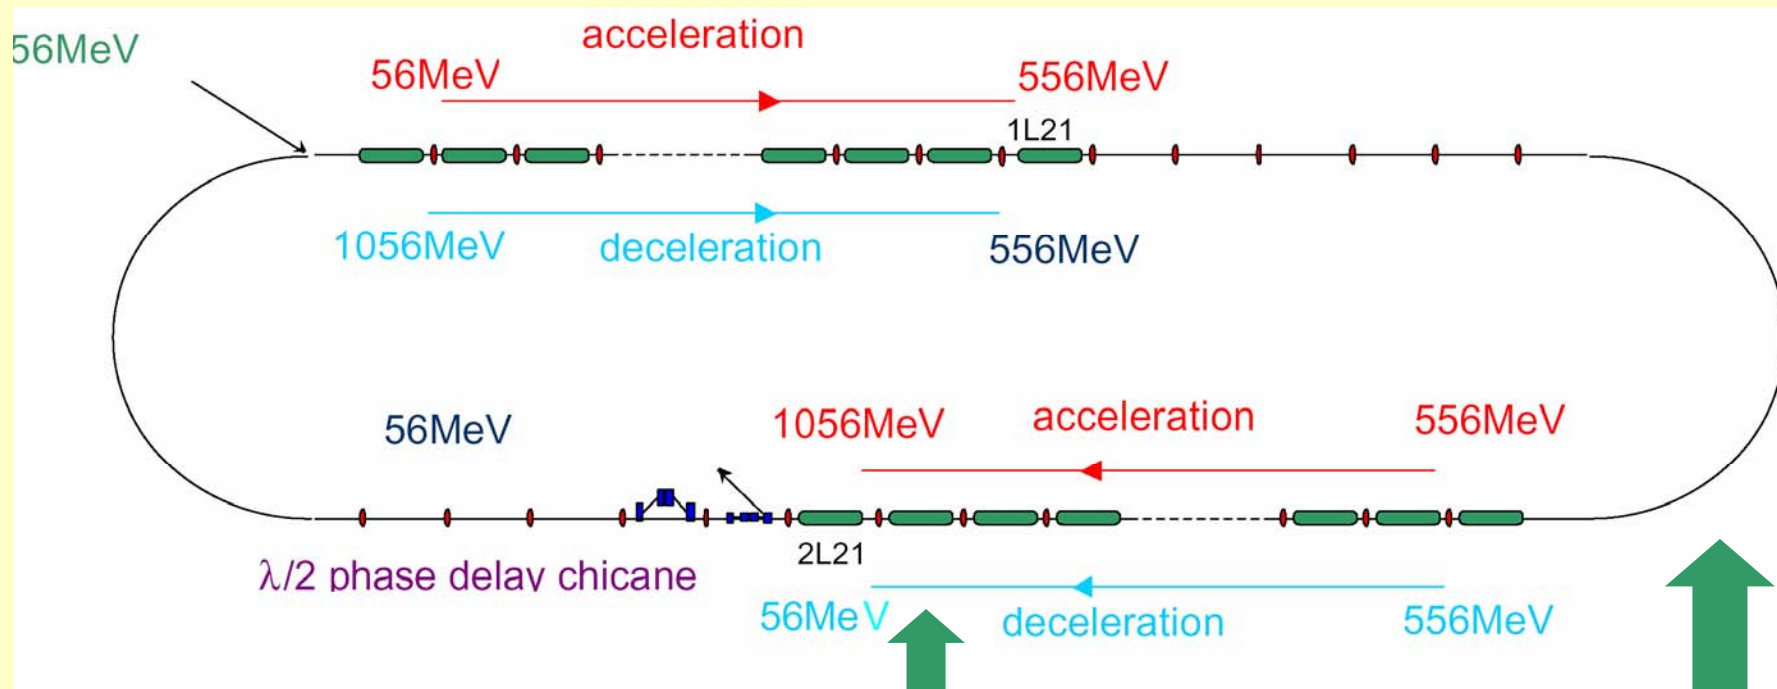 56MeV
acceleration
56MeV
556MeV
1L21
1056MeV
deceleration
556MeV
56MeV
1056MeV
acceleration
556MeV
2L21
λ/2 phase delay chicane
56MeV
deceleration
556MeV